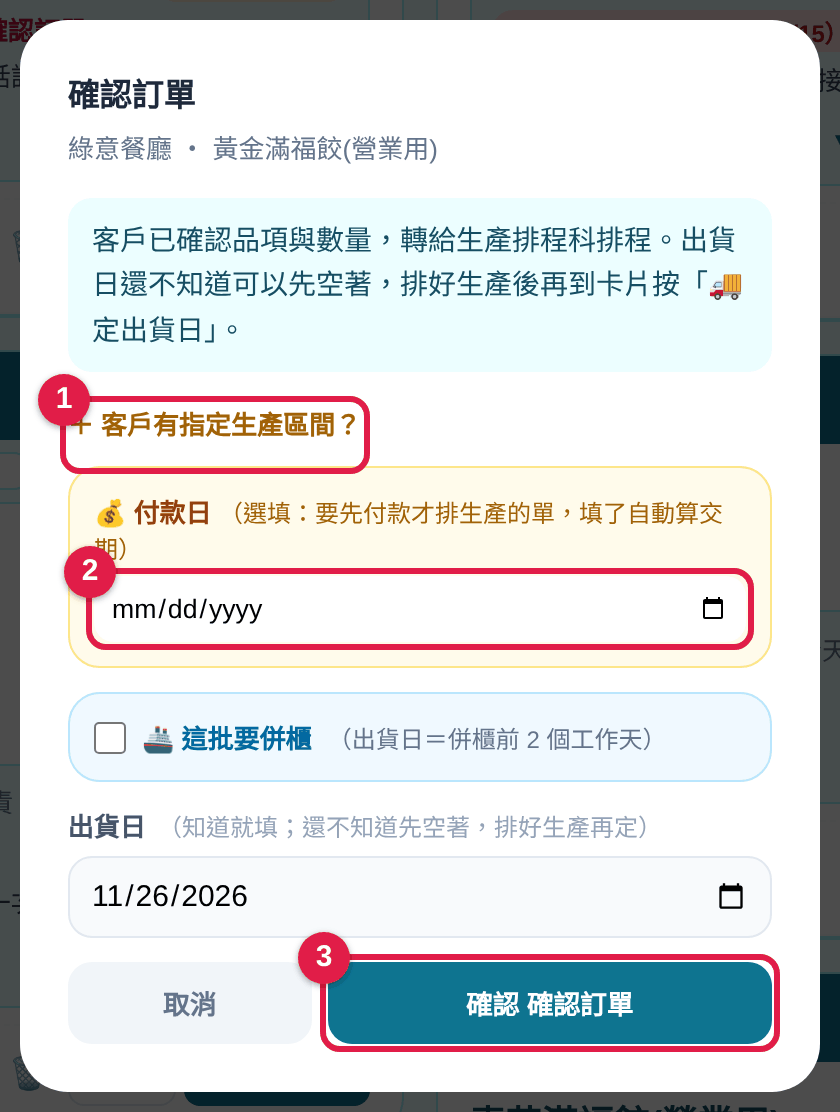 確認訂單
綠意餐廳 · 黃金滿福餃(營業用)
客戶已確認品項與數量，轉給生產排程科排程。出貨
日還不知道可以先空著，排好生產後再到卡片按「🚚
定出貨日」。
1
＋ 客戶有指定生產區間？
💰 付款日 （選填：要先付款才排生產的單，填了自動算交
期）
2
mm/dd/yyyy
🚢 這批要併櫃 （出貨日＝併櫃前 2 個工作天）
出貨日 （知道就填；還不知道先空著，排好生產再定）
11/26/2026
3
取消 確認 確認訂單